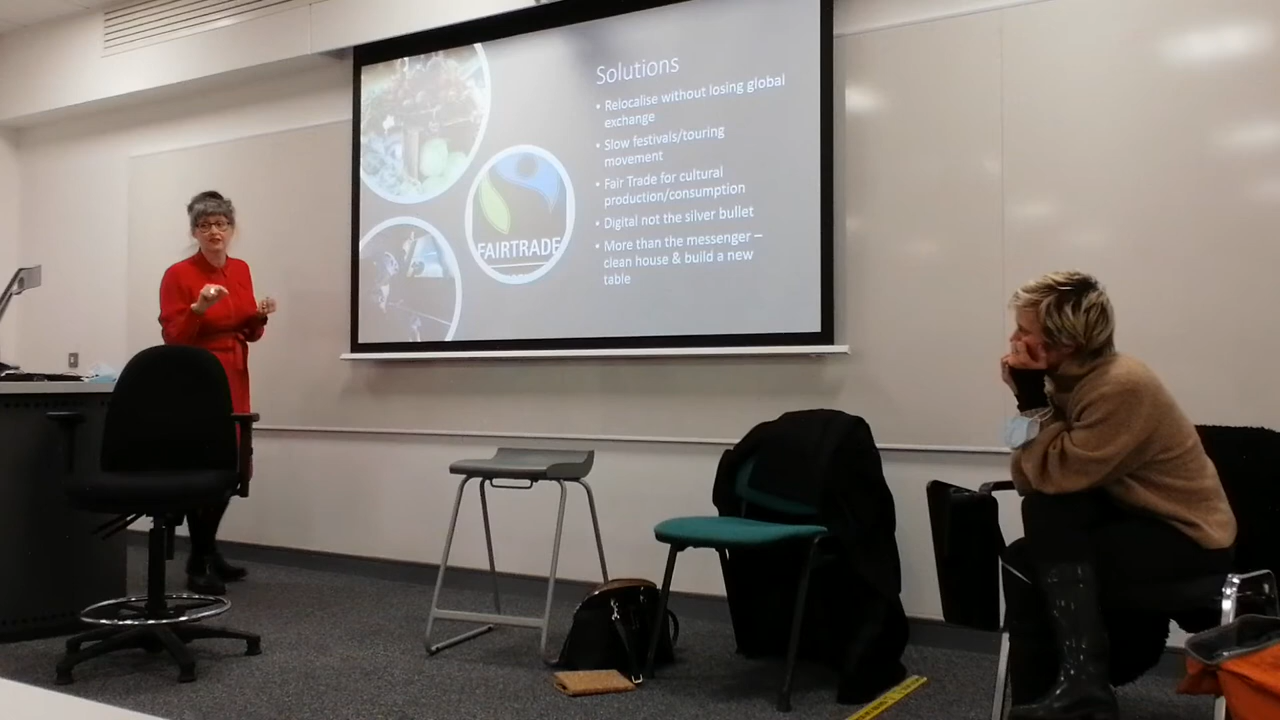 Solutions
• Relocalise without losing global
exchange
• Slow festivals/touring
movement
• Fair Trade for cultural
production/consumption
• Digital not the silver bullet
• More than the messenger –
clean house & build a new
table
FAIRTRADE